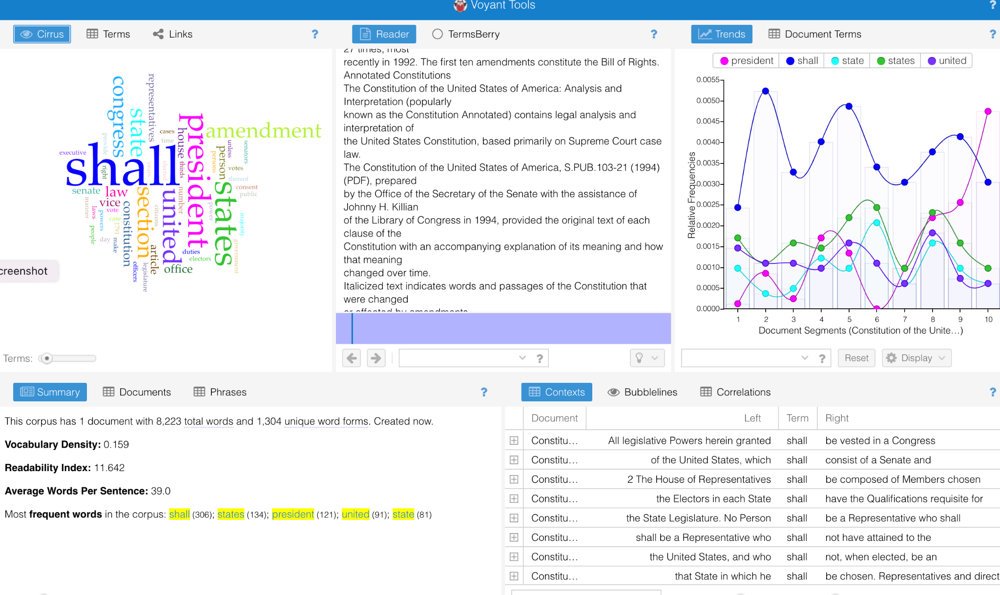 Voyant Tools
?
Cirrus
Terms
Links
?
Reader
TermsBerry
?
Trends
Document Terms
?
congress
representatives
state
provide
cases
time
house
president
amendment
executive
shall
right
years
elected
thirds
person
persons
unless
senators
votes
thereof
consent
public
senate
law
vice
vote
manner
laws
powers
case
1791
people
day
make
constitution
section
citizens
united
number
power
states
majority
government
article
duties
electors
office
officers
legislature
creenshot
Terms:
27 times, most
recently in 1992. The first ten amendments constitute the Bill of Rights.
Annotated Constitutions
The Constitution of the United States of America: Analysis and
Interpretation (popularly
known as the Constitution Annotated) contains legal analysis and
interpretation of
the United States Constitution, based primarily on Supreme Court case
law.
The Constitution of the United States of America, S.PUB.103-21 (1994)
(PDF), prepared
by the Office of the Secretary of the Senate with the assistance of
Johnny H. Killian
of the Library of Congress in 1994, provided the original text of each
clause of the
Constitution with an accompanying explanation of its meaning and how
that meaning
changed over time.
Italicized text indicates words and passages of the Constitution that
were changed
or affected by amendments
?
president shall state states united
0.0055
0.0050
0.0045
0.0040
0.0035
0.0030
0.0025
0.0020
0.0015
0.0010
0.0005
0.0000
Relative Frequencies
1 2 3 4 5 6 7 8 9 10
Document Segments (Constitution of the Unite...)
? Reset Display
Summary
Documents
Phrases
?
This corpus has 1 document with 8,223 total words and 1,304 unique word forms. Created now.
Vocabulary Density: 0.159
Readability Index: 11.642
Average Words Per Sentence: 39.0
Most frequent words in the corpus: shall (306); states (134); president (121); united (91); state (81)
Contexts
Bubblelines
Correlations
?
Document Left Term Right
Constitu... All legislative Powers herein granted shall be vested in a Congress
Constitu... of the United States, which shall consist of a Senate and
Constitu... 2 The House of Representatives shall be composed of Members chosen
Constitu... the Electors in each State shall have the Qualifications requisite for
Constitu... the State Legislature. No Person shall be a Representative who shall
Constitu... shall be a Representative who shall not have attained to the
Constitu... the United States, and who shall not, when elected, be an
Constitu... that State in which he shall be chosen. Representatives and direct